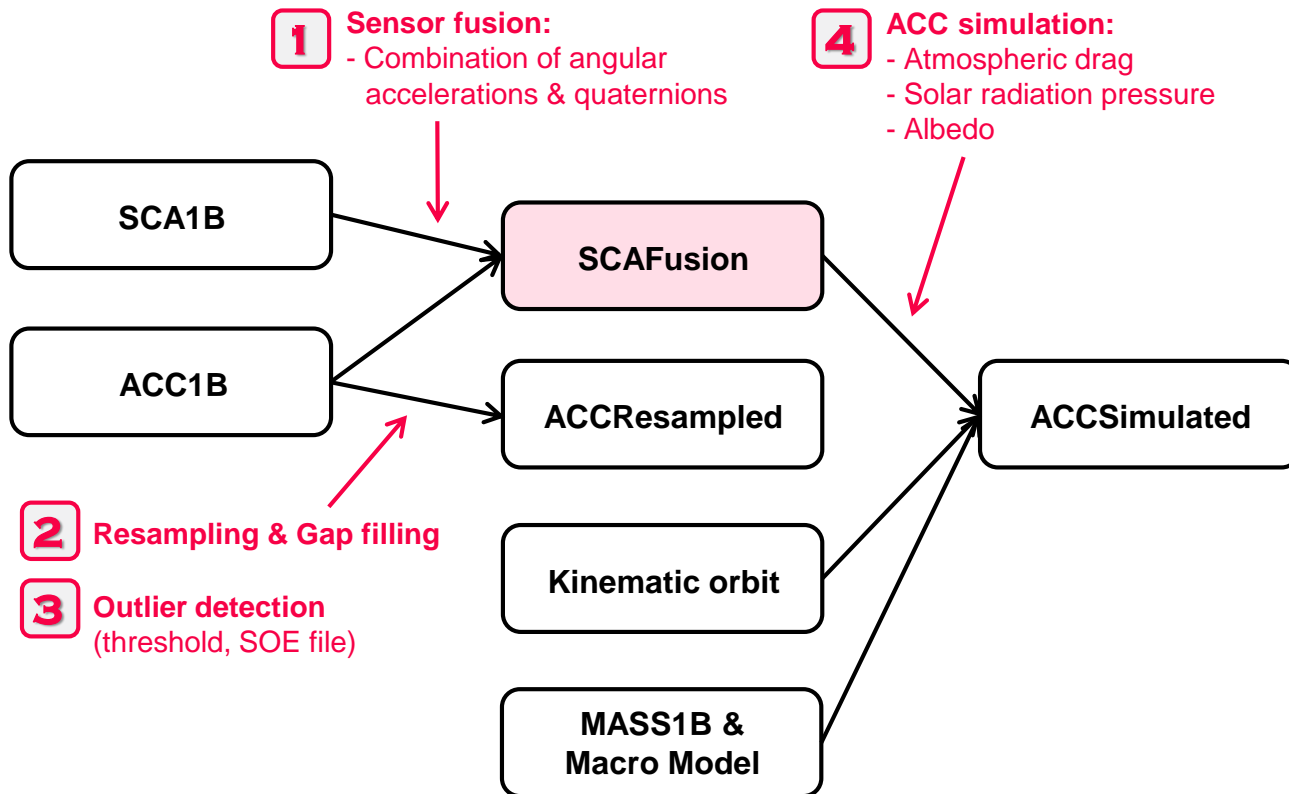 1
Sensor fusion:
- Combination of angular
accelerations & quaternions
4
ACC simulation:
- Atmospheric drag
- Solar radiation pressure
- Albedo
SCA1B
SCAFusion
ACC1B
ACCResampled
ACCSimulated
2
Resampling & Gap filling
3
Outlier detection
(threshold, SOE file)
Kinematic orbit
MASS1B &
Macro Model